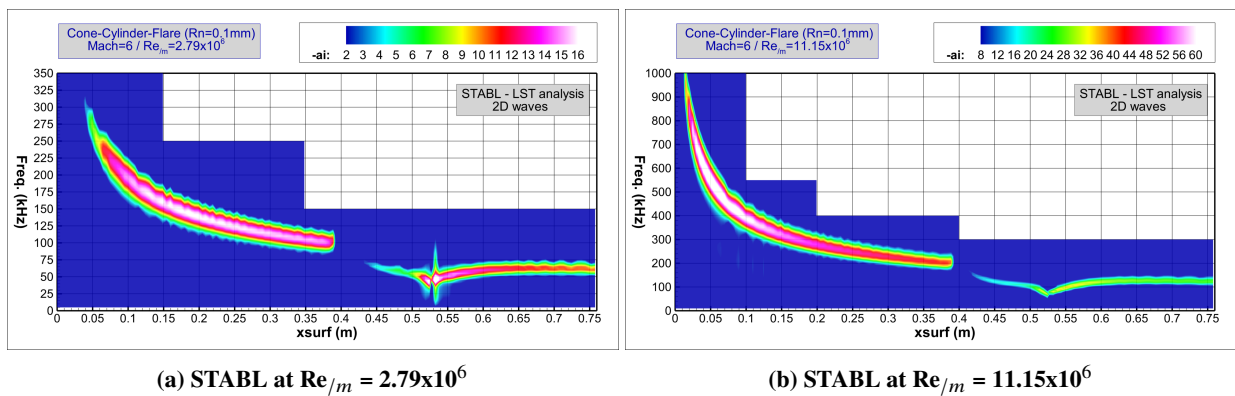 Cone-Cylinder-Flare (Rn=0.1mm)
Mach=6 / Re/m=2.79x10⁶
-ai: 2 3 4 5 6 7 8 9 10 11 12 13 14 15 16
STABL - LST analysis
2D waves
Freq. (kHz)
350
325
300
275
250
225
200
175
150
125
100
75
50
25
0
0 0.05 0.1 0.15 0.2 0.25 0.3 0.35 0.4 0.45 0.5 0.55 0.6 0.65 0.7 0.75
xsurf (m)
(a) STABL at Re/m = 2.79x10⁶
Cone-Cylinder-Flare (Rn=0.1mm)
Mach=6 / Re/m=11.15x10⁶
-ai: 8 12 16 20 24 28 32 36 40 44 48 52 56 60
STABL - LST analysis
2D waves
Freq. (kHz)
1000
900
800
700
600
500
400
300
200
100
0
0 0.05 0.1 0.15 0.2 0.25 0.3 0.35 0.4 0.45 0.5 0.55 0.6 0.65 0.7 0.75
xsurf (m)
(b) STABL at Re/m = 11.15x10⁶